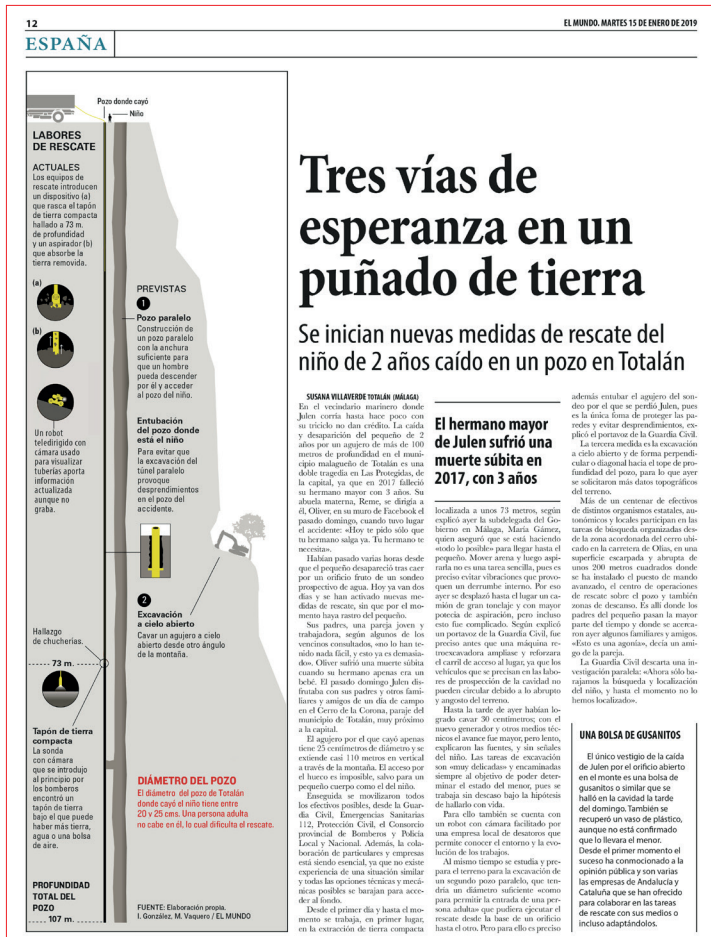 12
EL MUNDO. MARTES 15 DE ENERO DE 2019
ESPAÑA
Pozo donde cayó
Niño
LABORES
DE RESCATE
ACTUALES
Los equipos de
rescate introducen
un dispositivo (a)
que rasca el tapón
de tierra compacta
hallado a 73 m.
de profundidad
y un aspirador (b)
que absorbe la
tierra removida.
(a)
(b)
Un robot
teledirigido con
cámara usado
para visualizar
tuberías aporta
información
actualizada
aunque no
graba.
Hallazgo
de chucherías.
73 m.
Tapón de tierra
compacta
La sonda
con cámara
que se introdujo
al principio por
los bomberos
encontró un
tapón de tierra
bajo el que puede
haber más tierra,
agua o una bolsa
de aire.
PROFUNDIDAD
TOTAL DEL
POZO
107 m.
PREVISTAS
1
Pozo paralelo
Construcción de
un pozo paralelo
con la anchura
suficiente para
que un hombre
pueda descender
por él y acceder
al pozo del niño.
Entubación
del pozo donde
está el niño
Para evitar que
la excavación del
túnel paralelo
provoque
desprendimientos
en el pozo del
accidente.
2
Excavación
a cielo abierto
Cavar un agujero a cielo
abierto desde otro ángulo
de la montaña.
DIÁMETRO DEL POZO
El diámetro del pozo de Totalán
donde cayó el niño tiene entre
20 y 25 cms. Una persona adulta
no cabe en él, lo cual dificulta el rescate.
FUENTE: Elaboración propia.
I. González, M. Vaquero / EL MUNDO
Tres vías de
esperanza en un
puñado de tierra
Se inician nuevas medidas de rescate del
niño de 2 años caído en un pozo en Totalán
SUSANA VILLAVERDE TOTALÁN (MÁLAGA)
En el vecindario marinero donde
Julen corría hasta hace poco con
su triciclo no dan crédito. La caída
y desaparición del pequeño de 2
años por un agujero de más de 100
metros de profundidad en el muni-
cipio malagueño de Totalán es una
doble tragedia en Las Protegidas, de
la capital, ya que en 2017 falleció
su hermano mayor con 3 años. Su
abuela materna, Reme, se dirigía a
él, Oliver, en su muro de Facebook el
pasado domingo, cuando tuvo lugar
el accidente: «Hoy te pido sólo que
tu hermano salga ya. Tu hermano te
necesita».
Habían pasado varias horas desde
que el pequeño desapareció tras caer
por un orificio fruto de un sondeo
prospectivo de agua. Hoy ya van dos
días y se han activado nuevas me-
didas de rescate, sin que por el mo-
mento haya rastro del pequeño.
Sus padres, una pareja joven y
trabajadora, según algunos de los
vencinos consultados, «no lo han te-
nido nada fácil, y esto ya es demasia-
do». Oliver sufrió una muerte súbita
cuando su hermano apenas era un
bebé. El pasado domingo Julen dis-
frutaba con sus padres y otros fami-
liares y amigos de un día de campo
en el Cerro de la Corona, paraje del
municipio de Totalán, muy próximo
a la capital.
El agujero por el que cayó apenas
tiene 25 centímetros de diámetro y se
extiende casi 110 metros en vertical
a través de la montaña. El acceso por
el hueco es imposible, salvo para un
pequeño cuerpo como el del niño.
Enseguida se movilizaron todos
los efectivos posibles, desde la Guar-
dia Civil, Emergencias Sanitarias
112, Protección Civil, el Consorcio
provincial de Bomberos y Policía
Local y Nacional. Además, la cola-
boración de particulares y empresas
está siendo esencial, ya que no existe
experiencia de una situación similar
y todas las opciones técnicas y mecá-
nicas posibles se barajan para acce-
der al fondo.
Desde el primer día y hasta el mo-
mento se trabaja, en primer lugar,
en la extracción de tierra compacta
El hermano mayor
de Julen sufrió una
muerte súbita en
2017, con 3 años
localizada a unos 73 metros, según
explicó ayer la subdelegada del Go-
bierno en Málaga, María Gámez,
quien aseguró que se está haciendo
«todo lo posible» para llegar hasta el
pequeño. Mover arena y luego aspi-
rarla no es una tarea sencilla, pues es
preciso evitar vibraciones que provo-
quen un derrumbe interno. Por eso
ayer se desplazó hasta el lugar un ca-
mión de gran tonelaje y con mayor
potecia de aspiración, pero incluso
esto fue complicado. Según explicó
un portavoz de la Guardia Civil, fue
preciso antes que una máquina re-
troexcavadora ampliase y reforzara
el carril de acceso al lugar, ya que los
vehículos que se precisan en las labo-
res de prospección de la cavidad no
pueden circular debido a lo abrupto
y angosto del terreno.
Hasta la tarde de ayer habían lo-
grado cavar 30 centímetros; con el
nuevo generador y otros medios téc-
nicos el avance fue mayor, pero lento,
explicaron las fuentes, y sin señales
del niño. Las tareas de excavación
son «muy delicadas» y encaminadas
siempre al objetivo de poder deter-
minar el estado del menor, pues se
trabaja sin descaso bajo la hipótesis
de hallarlo con vida.
Para ello también se cuenta con
un robot con cámara facilitado por
una empresa local de desatoros que
permite conocer el entorno y la evo-
lución de los trabajos.
Al mismo tiempo se estudia y pre-
para el terreno para la excavación de
un segundo pozo paralelo, que ten-
dría un diámetro suficiente «como
para permitir la entrada de una per-
sona adulta» que pudiera ejecutar el
rescate desde la base de un orificio
hasta el otro. Pero para ello es preciso
además entubar el agujero del son-
deo por el que se perdió Julen, pues
es la única foma de proteger las pa-
redes y evitar desprendimientos, ex-
plicó el portavoz de la Guardia Civil.
La tercera medida es la excavación
a cielo abierto y de forma perpendi-
cular o diagonal hacia el tope de pro-
fundidad del pozo, para lo que ayer
se solicitaron más datos topográficos
del terreno.
Más de un centenar de efectivos
de distintos organismos estatales, au-
tonómicos y locales participan en las
tareas de búsqueda organizadas des-
de la zona acordonada del cerro ubi-
cado en la carretera de Olías, en una
superficie escarpada y abrupta de
unos 200 metros cuadrados donde
se ha instalado el puesto de mando
avanzado, el centro de operaciones
de rescate sobre el pozo y también
zonas de descanso. Es allí donde los
padres del pequeño pasan la mayor
parte del tiempo y donde se acerca-
ron ayer algunos familiares y amigos.
«Esto es una agonía», decía un ami-
go de la pareja.
La Guardia Civil descarta una in-
vestigación paralela: «Ahora sólo ba-
rajamos la búsqueda y localización
del niño, y hasta el momento no lo
hemos localizado».
UNA BOLSA DE GUSANITOS
El único vestigio de la caída
de Julen por el orificio abierto
en el monte es una bolsa de
gusanitos o similar que se
halló en la cavidad la tarde
del domingo. También se
recuperó un vaso de plástico,
aunque no está confirmado
que lo llevara el menor.
Desde el primer momento el
suceso ha conmocionado a la
opinión pública y son varias
las empresas de Andalucía y
Cataluña que se han ofrecido
para colaborar en las tareas
de rescate con sus medios o
incluso adaptándolos.